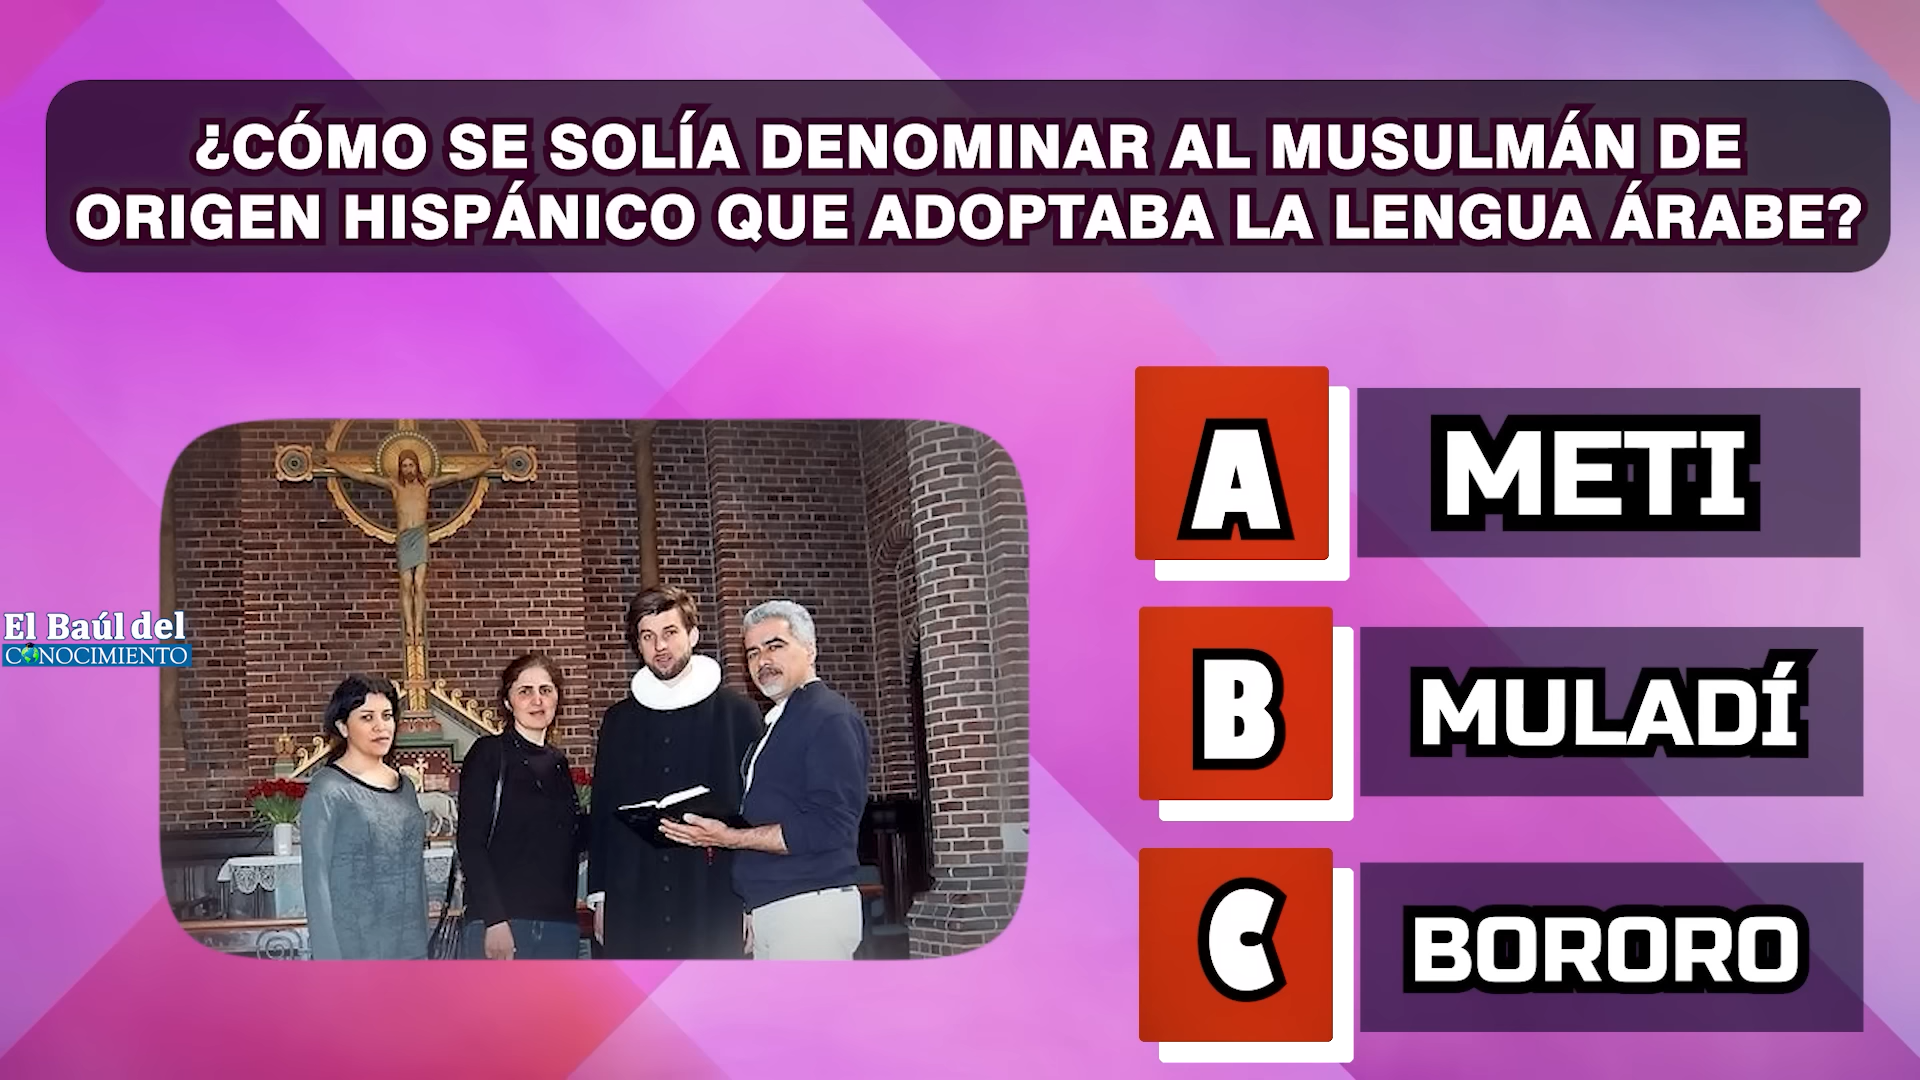 ¿CÓMO SE SOLÍA DENOMINAR AL MUSULMÁN DE
ORIGEN HISPÁNICO QUE ADOPTABA LA LENGUA ÁRABE?
A
METI
B
MULADÍ
C
BORORO
El Baúl del
CONOCIMIENTO